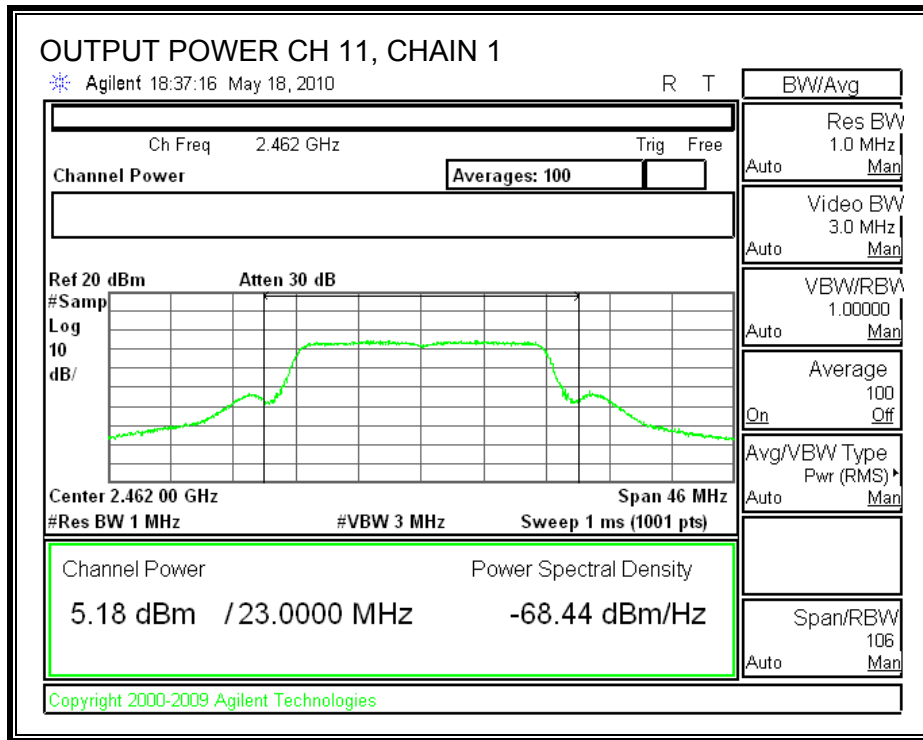 OUTPUT POWER CH 11, CHAIN 1
Agilent 18:37:16 May 18, 2010 R T
BW/Avg
Ch Freq 2.462 GHz Trig Free
Channel Power Averages: 100
Ref 20 dBm Atten 30 dB
#Samp
Log
10
dB/
Center 2.462 00 GHz Span 46 MHz
#Res BW 1 MHz #VBW 3 MHz Sweep 1 ms (1001 pts)
Channel Power Power Spectral Density
5.18 dBm /23.0000 MHz -68.44 dBm/Hz
Copyright 2000-2009 Agilent Technologies
Res BW
1.0 MHz
Auto Man
Video BW
3.0 MHz
Auto Man
VBW/RBW
1.00000
Auto Man
Average
100
On Off
Avg/VBW Type
Pwr (RMS)
Auto Man
Span/RBW
106
Auto Man